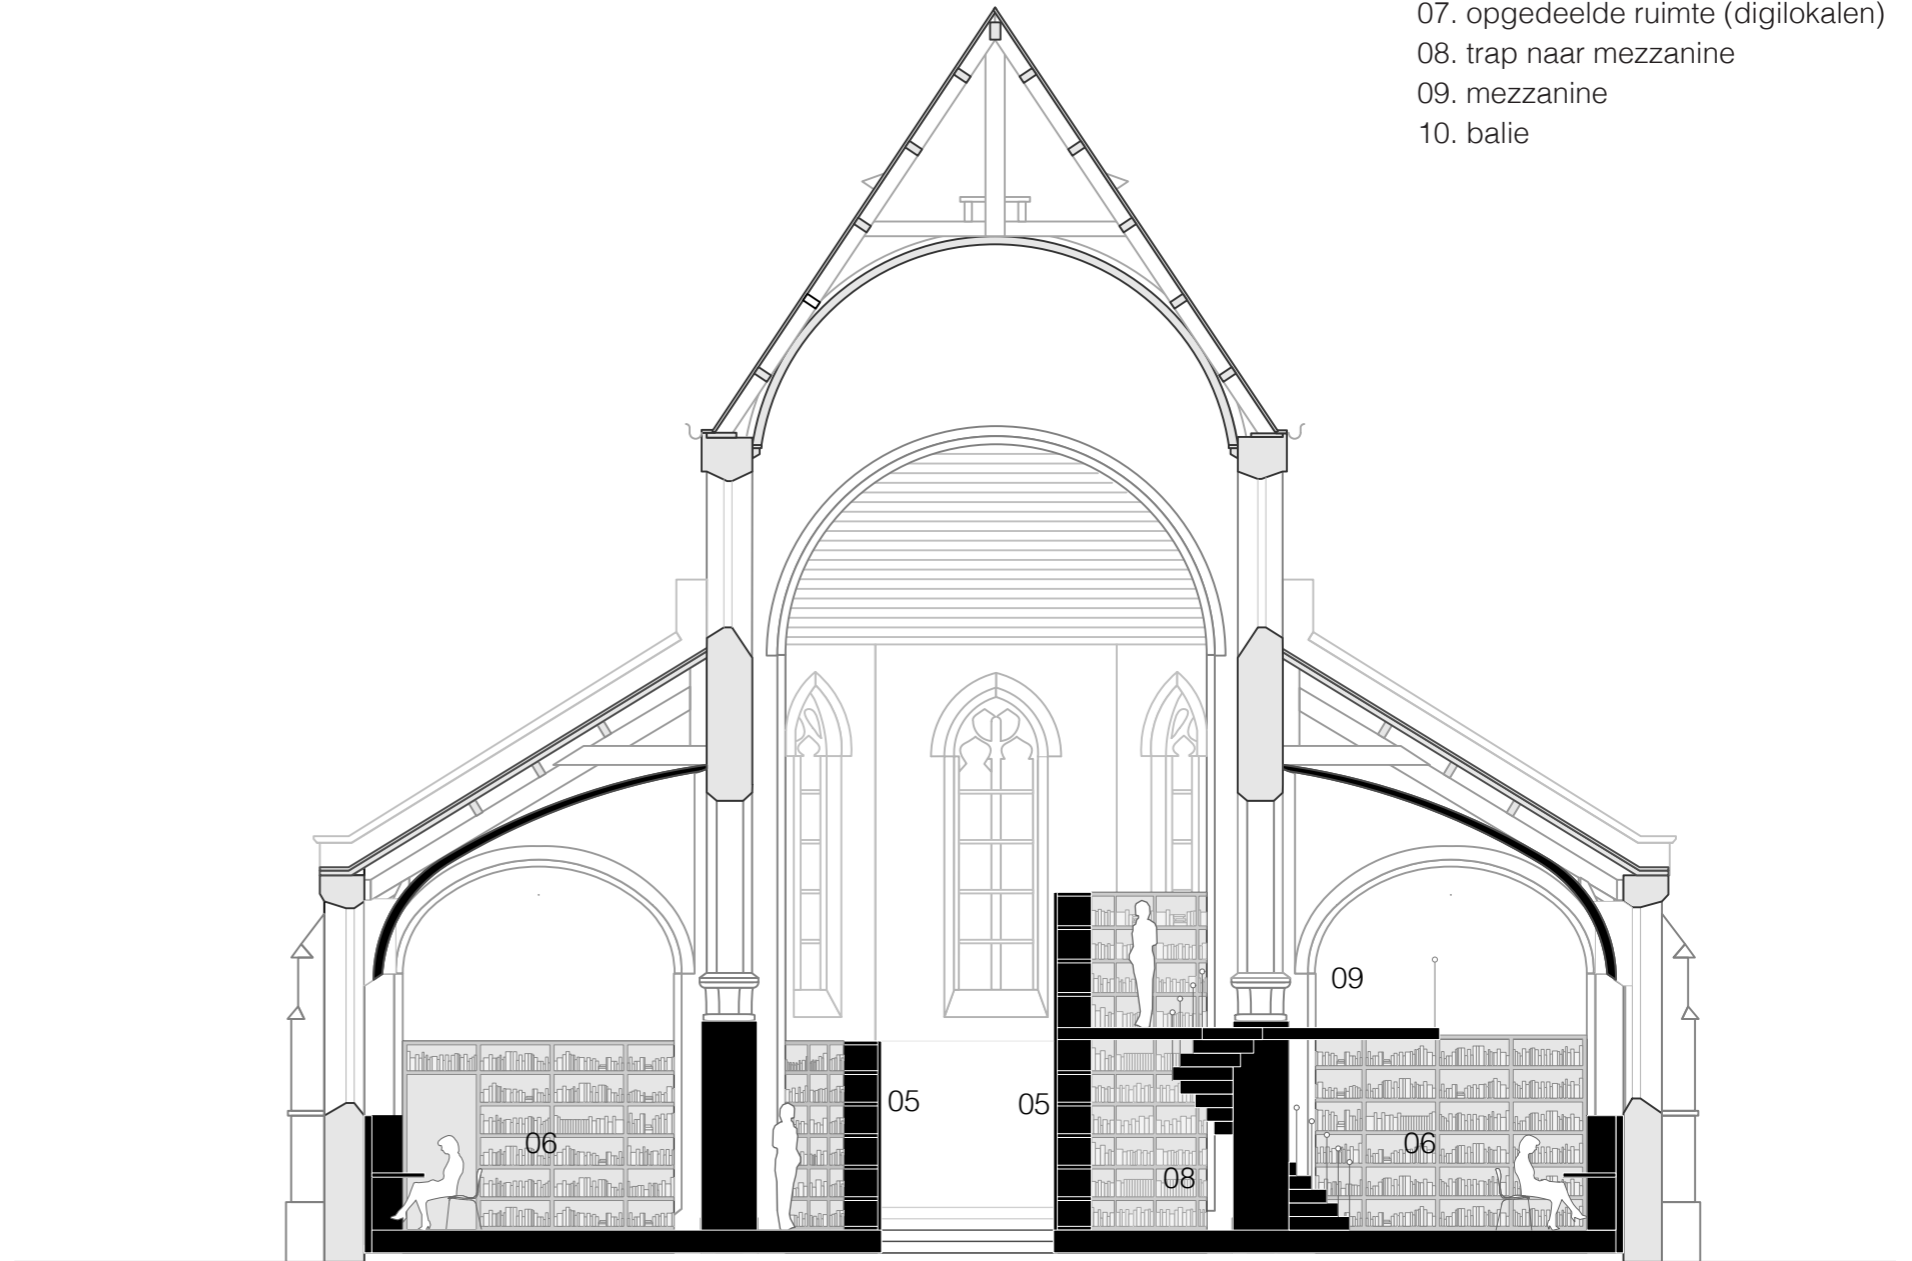 07. opgedeelde ruimte (digilokalen)
08. trap naar mezzanine
09. mezzanine
10. balie
09
05
05
06
06
08